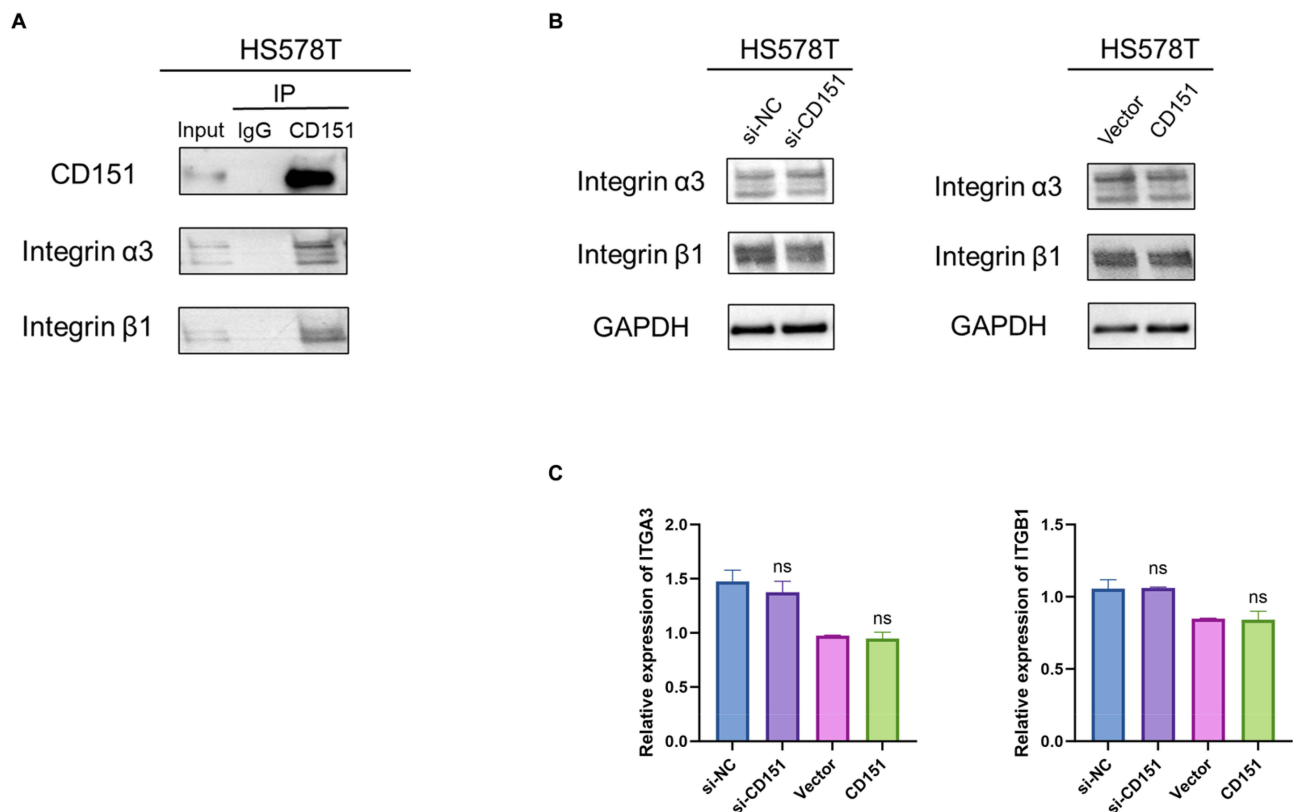 A
HS578T
IP
Input IgG CD151
CD151
Integrin α3
Integrin β1
B
HS578T
si-NC si-CD151
Integrin α3
Integrin β1
GAPDH
HS578T
Vector CD151
Integrin α3
Integrin β1
GAPDH
C
Relative expression of ITGA3
2.0
1.5
1.0
0.5
0.0
ns
ns
si-NC si-CD151 Vector CD151
Relative expression of ITGB1
1.5
1.0
0.5
0.0
ns
ns
si-NC si-CD151 Vector CD151